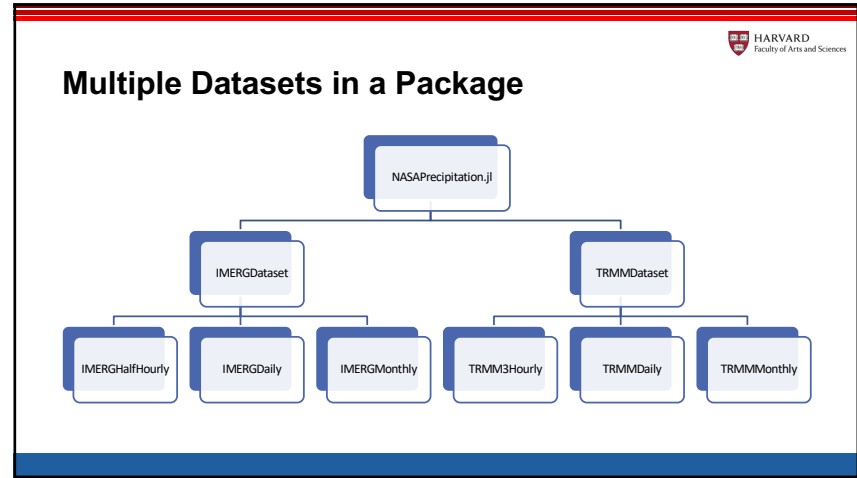 HARVARD
Faculty of Arts and Sciences
Multiple Datasets in a Package
NASAPrecipitation.jl
IMERGDataset
TRMMDataset
IMERGHalfHourly
IMERGDaily
IMERGMonthly
TRMM3Hourly
TRMMDaily
TRMMMonthly